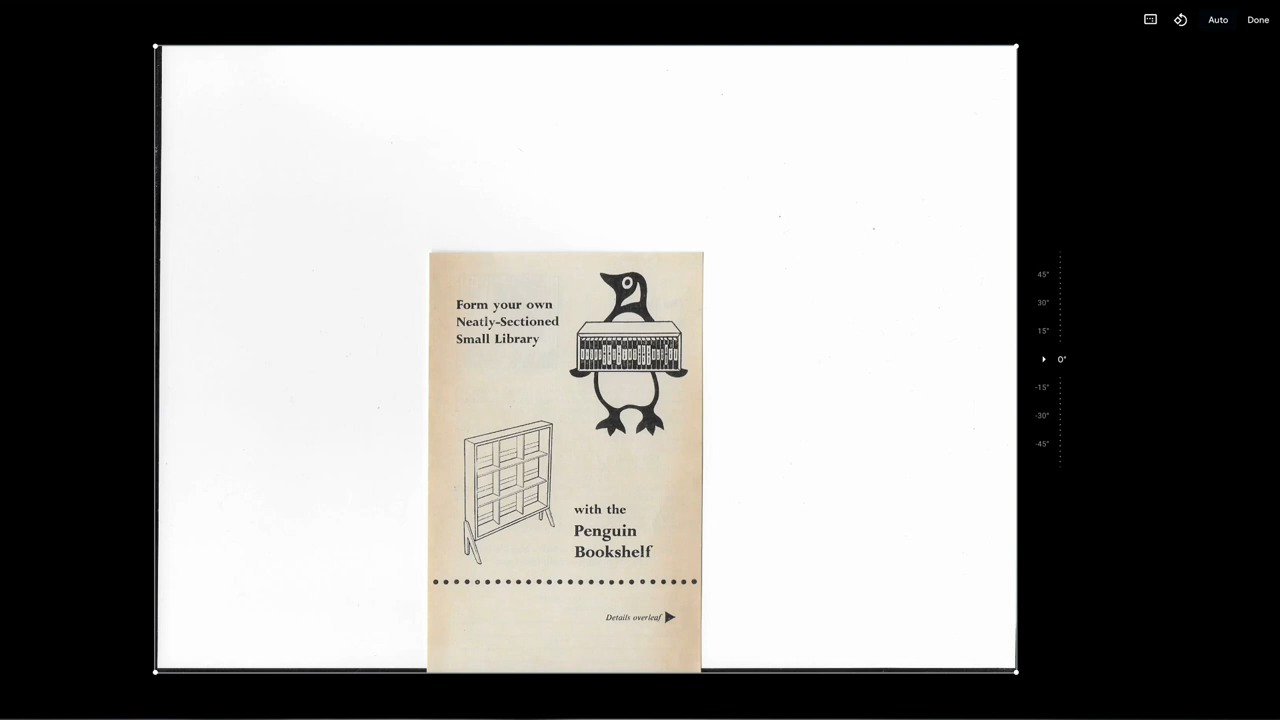 Auto Done
Form your own
Neatly-Sectioned
Small Library
with the
Penguin
Bookshelf
Details overleaf
45°
30°
15°
0°
-15°
-30°
-45°